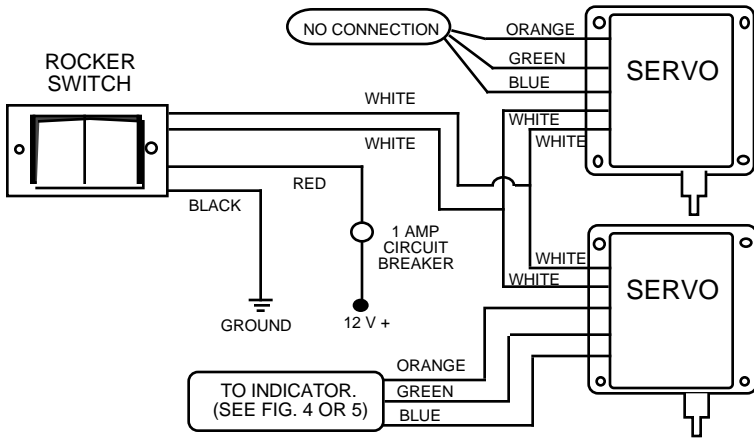 NO CONNECTION
ORANGE
GREEN
BLUE
SERVO
ROCKER
SWITCH
WHITE
WHITE
WHITE
WHITE
RED
BLACK
1 AMP
CIRCUIT
BREAKER
GROUND
12 V +
WHITE
WHITE
SERVO
ORANGE
GREEN
BLUE
TO INDICATOR.
(SEE FIG. 4 OR 5)